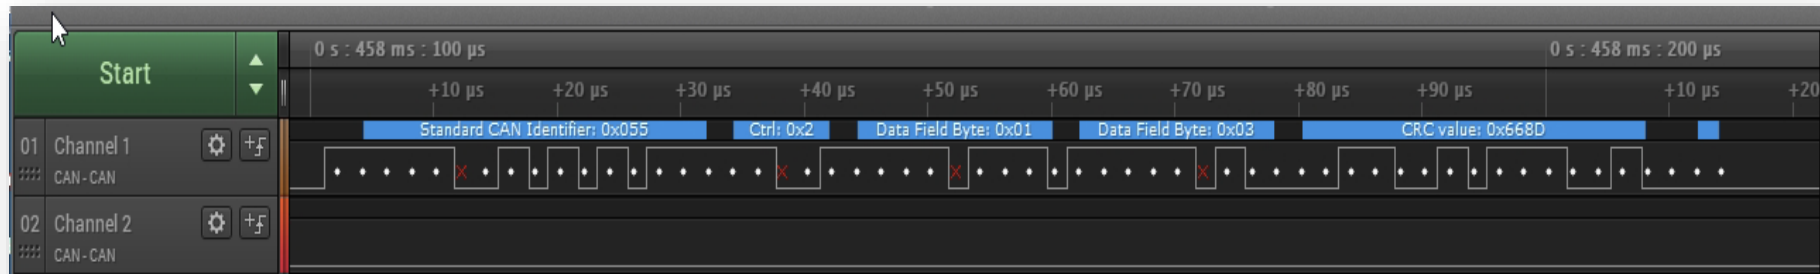 0 s : 458 ms : 100 µs 0 s : 458 ms : 200 µs
Start
+10 µs +20 µs +30 µs +40 µs +50 µs +60 µs +70 µs +80 µs +90 µs +10 µs +20
Standard CAN Identifier: 0x055 Ctrl: 0x2 Data Field Byte: 0x01 Data Field Byte: 0x03 CRC value: 0x668D
01 Channel 1
CAN - CAN
02 Channel 2
CAN - CAN